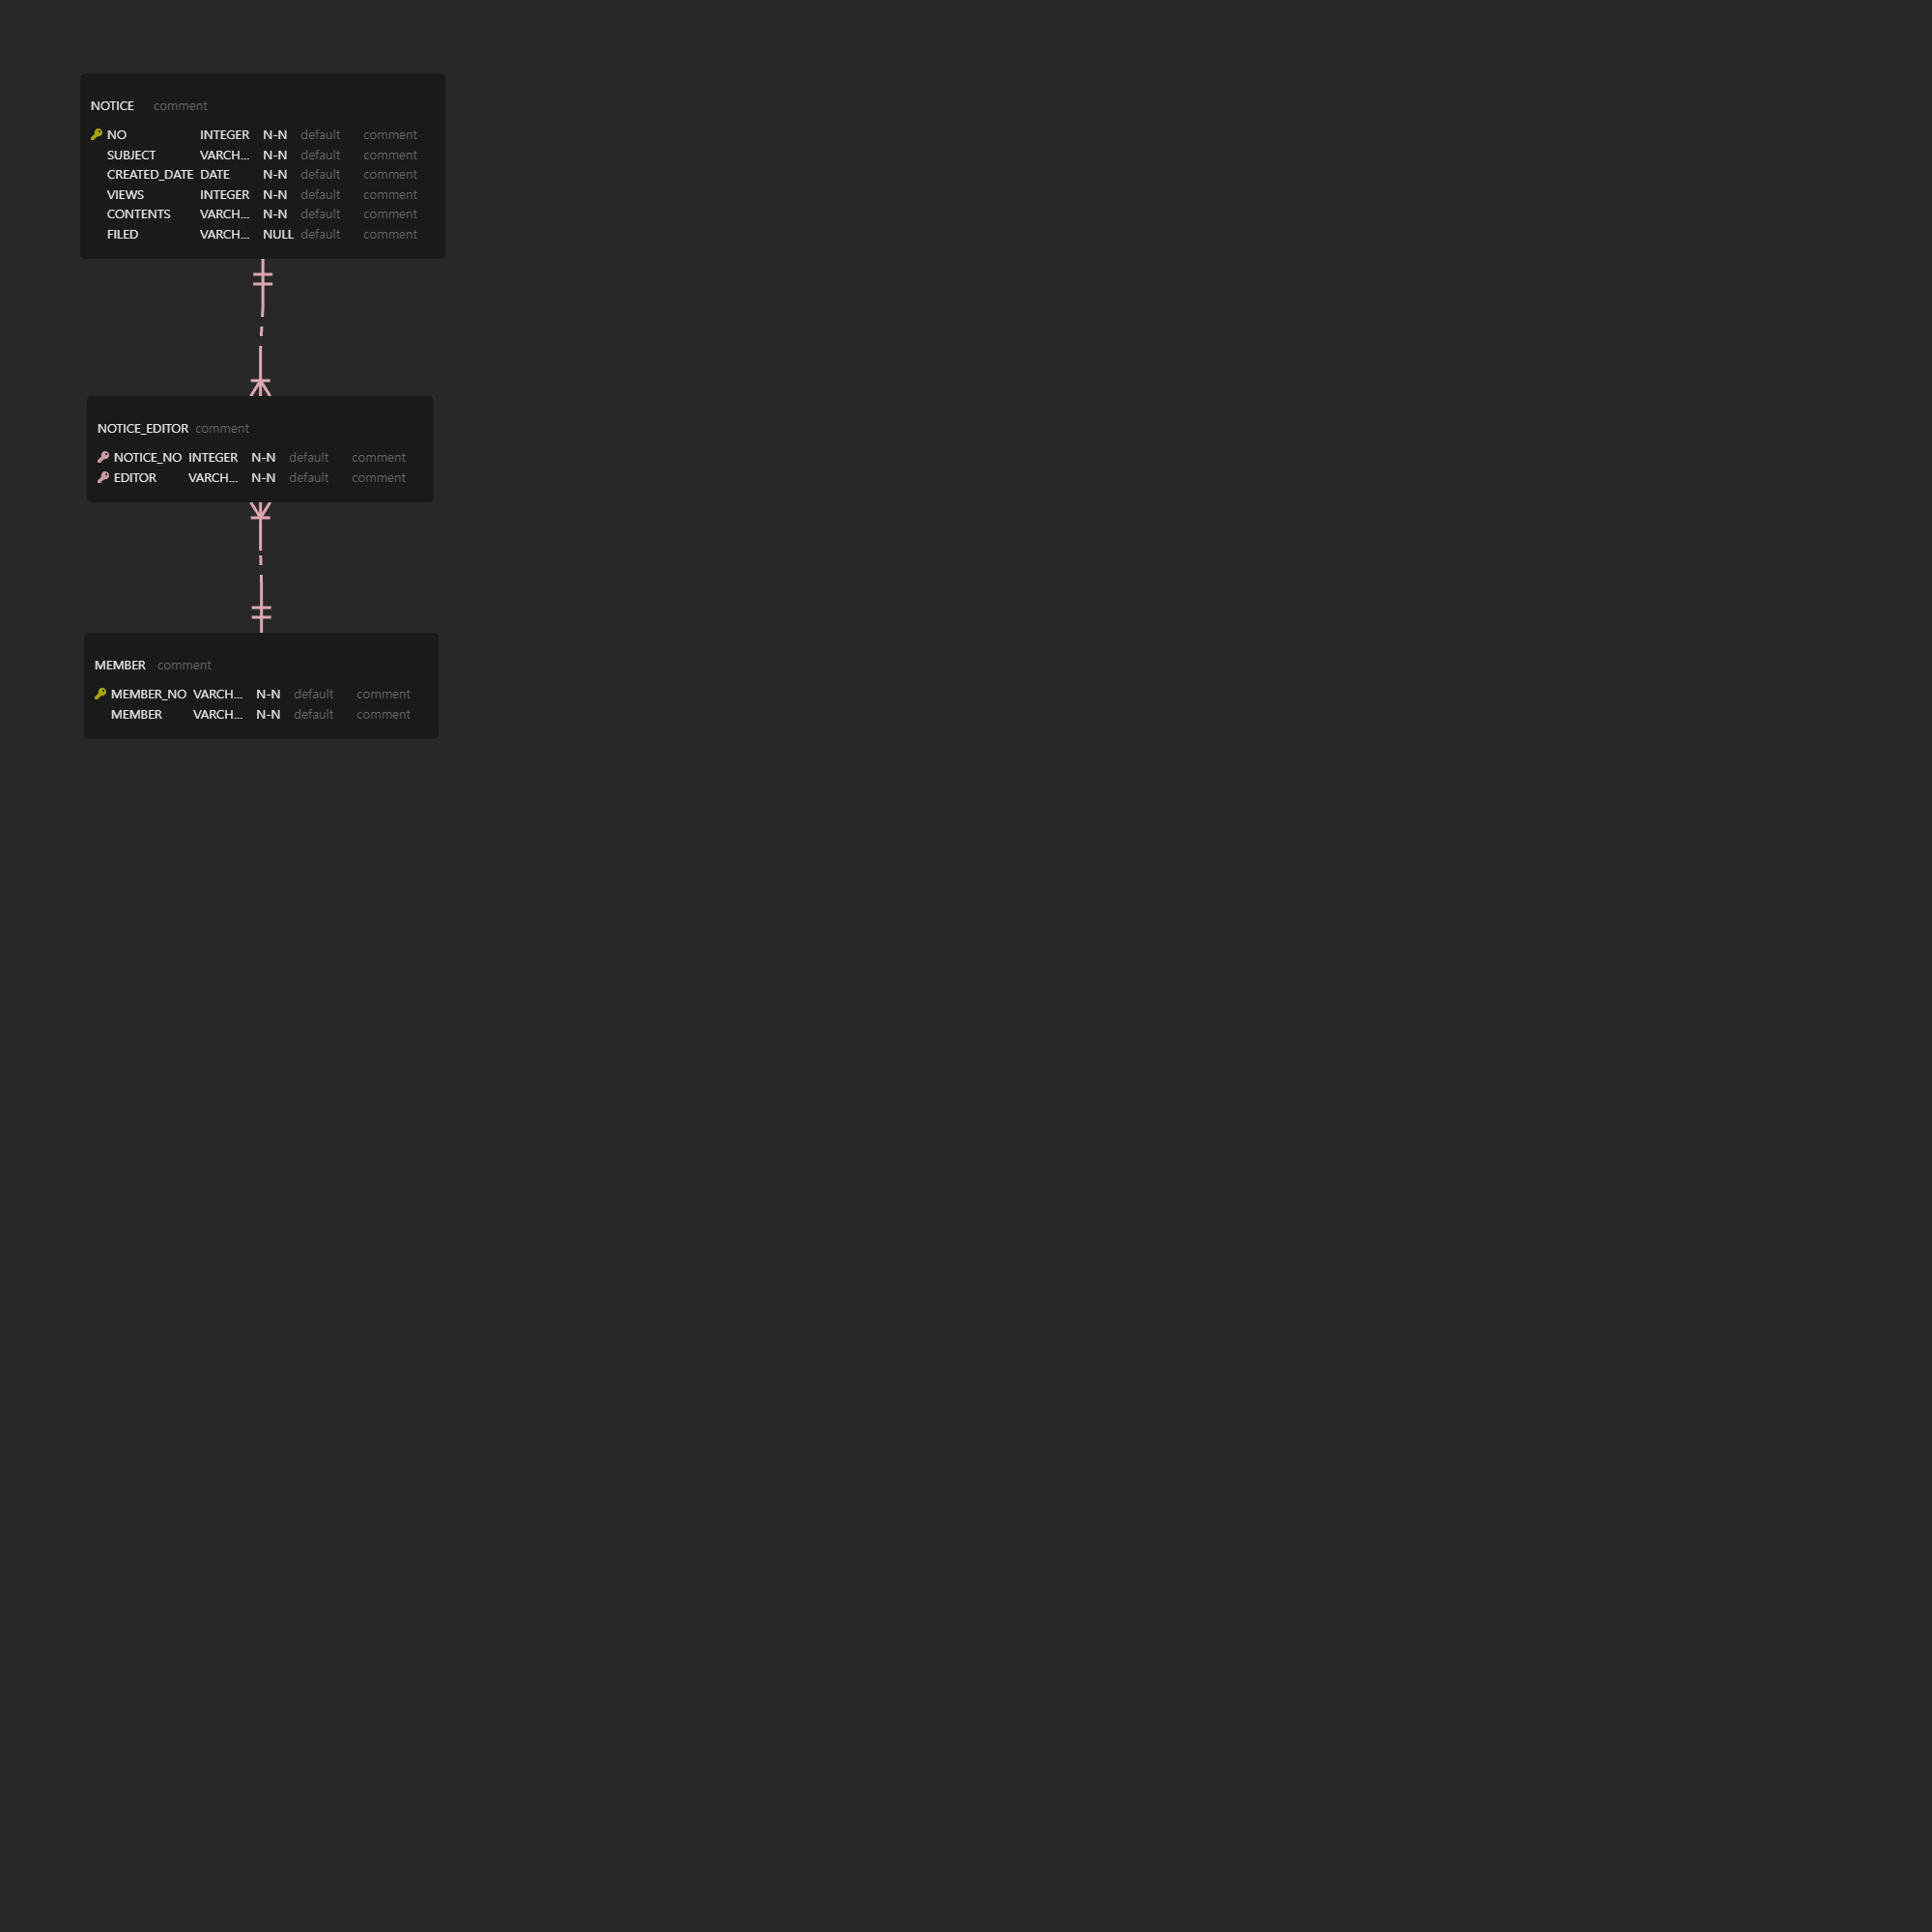 NOTICE comment
NO INTEGER N-N default comment
SUBJECT VARCH... N-N default comment
CREATED_DATE DATE N-N default comment
VIEWS INTEGER N-N default comment
CONTENTS VARCH... N-N default comment
FILED VARCH... NULL default comment
NOTICE_EDITOR comment
NOTICE_NO INTEGER N-N default comment
EDITOR VARCH... N-N default comment
MEMBER comment
MEMBER_NO VARCH... N-N default comment
MEMBER VARCH... N-N default comment